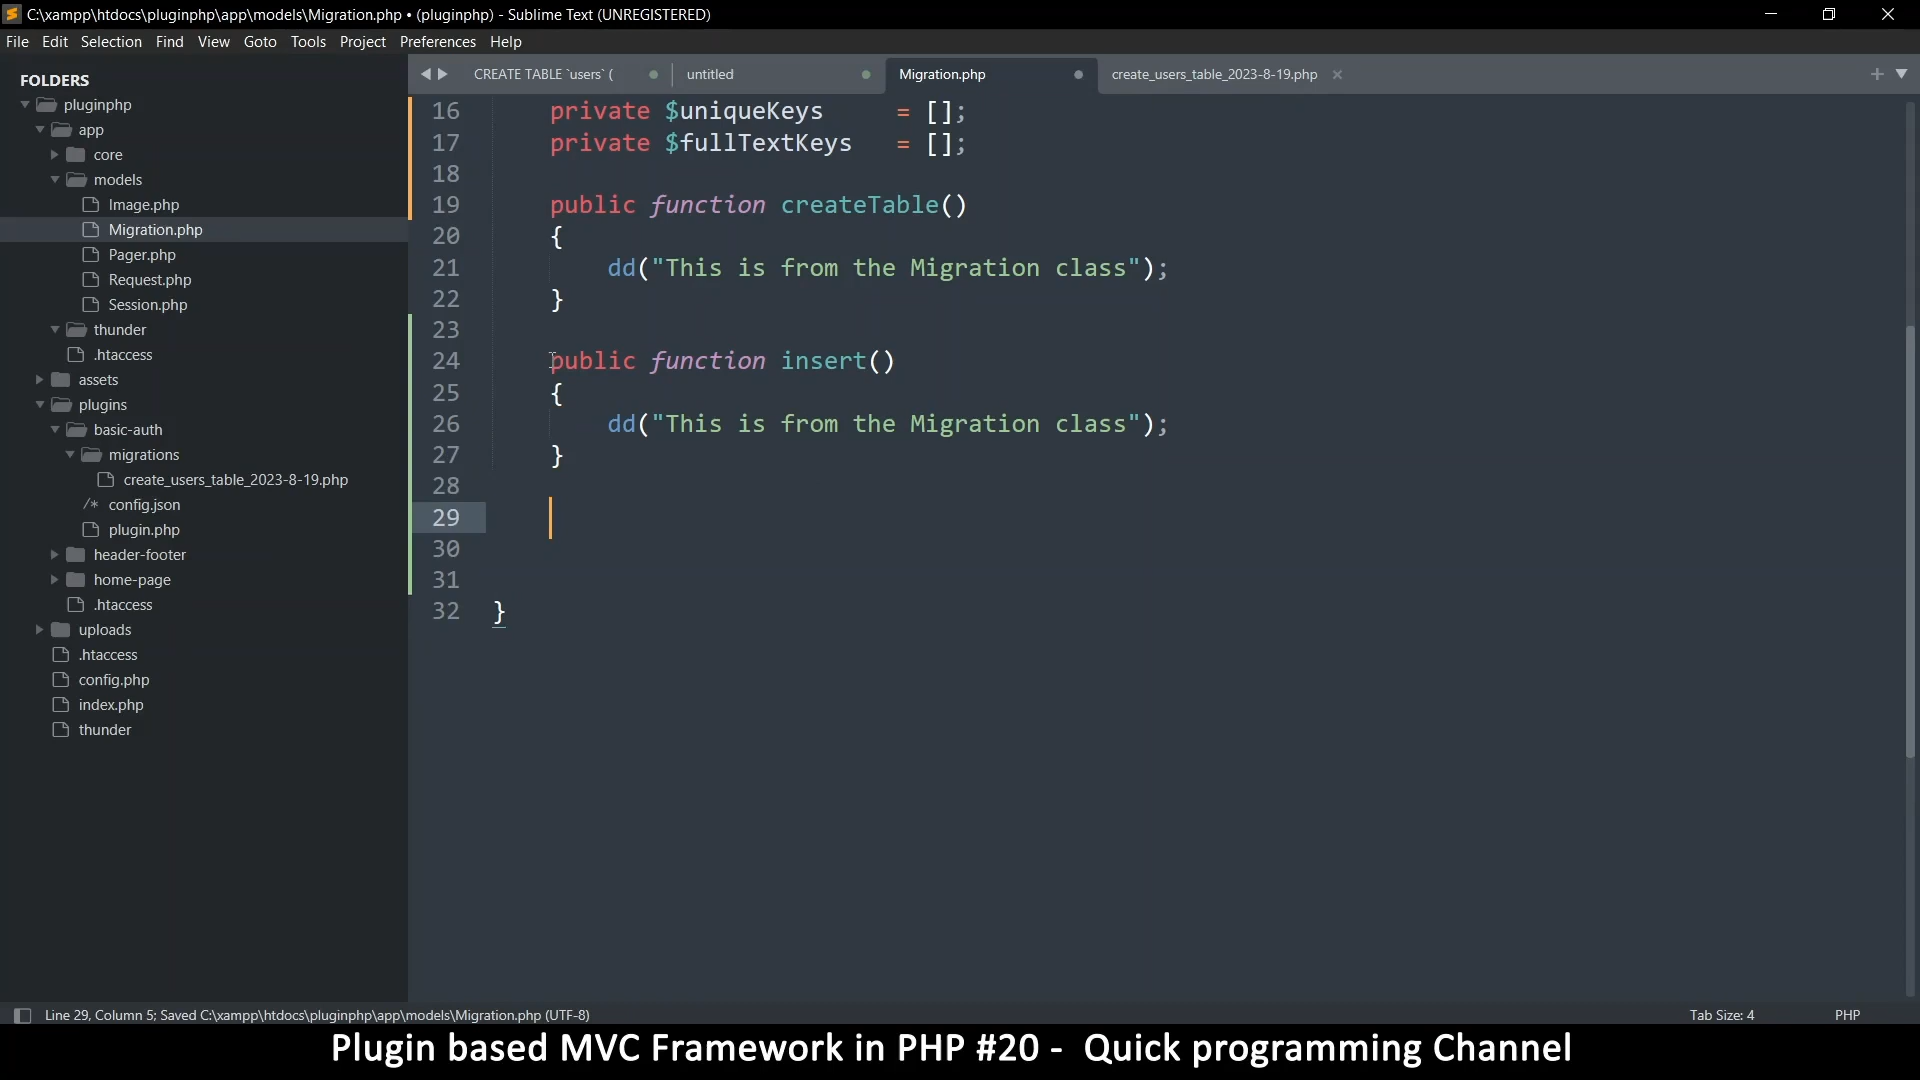 C:\xampp\htdocs\pluginphp\app\models\Migration.php • (pluginphp) - Sublime Text (UNREGISTERED)
File Edit Selection Find View Goto Tools Project Preferences Help
FOLDERS
pluginphp
app
core
models
Image.php
Migration.php
Pager.php
Request.php
Session.php
thunder
.htaccess
assets
plugins
basic-auth
migrations
create_users_table_2023-8-19.php
/* config.json
plugin.php
header-footer
home-page
.htaccess
uploads
.htaccess
config.php
index.php
thunder
CREATE TABLE `users` ( untitled Migration.php create_users_table_2023-8-19.php
16 private $uniqueKeys = [];
17 private $fullTextKeys = [];
18
19 public function createTable()
20 {
21 dd("This is from the Migration class");
22 }
23
24 public function insert()
25 {
26 dd("This is from the Migration class");
27 }
28
29
30
31
32 }
Line 29, Column 5; Saved C:\xampp\htdocs\pluginphp\app\models\Migration.php (UTF-8) Tab Size: 4 PHP
Plugin based MVC Framework in PHP #20 - Quick programming Channel